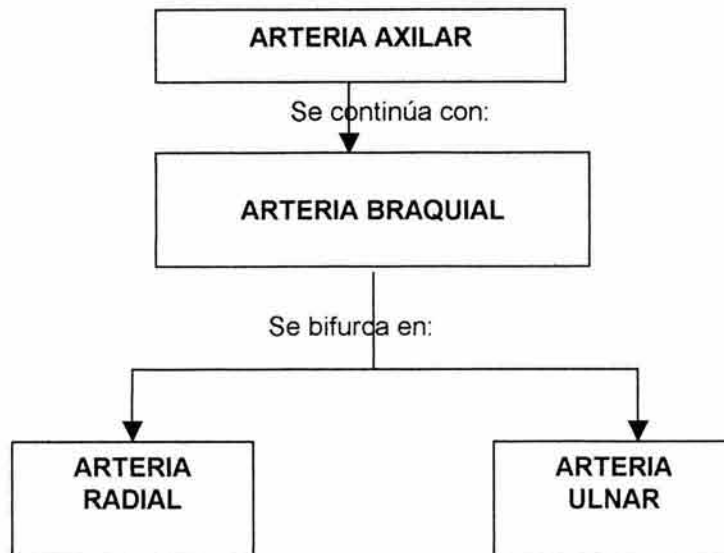 ARTERIA AXILAR
Se continúa con:
ARTERIA BRAQUIAL
Se bifurca en:
ARTERIA
RADIAL
ARTERIA
ULNAR